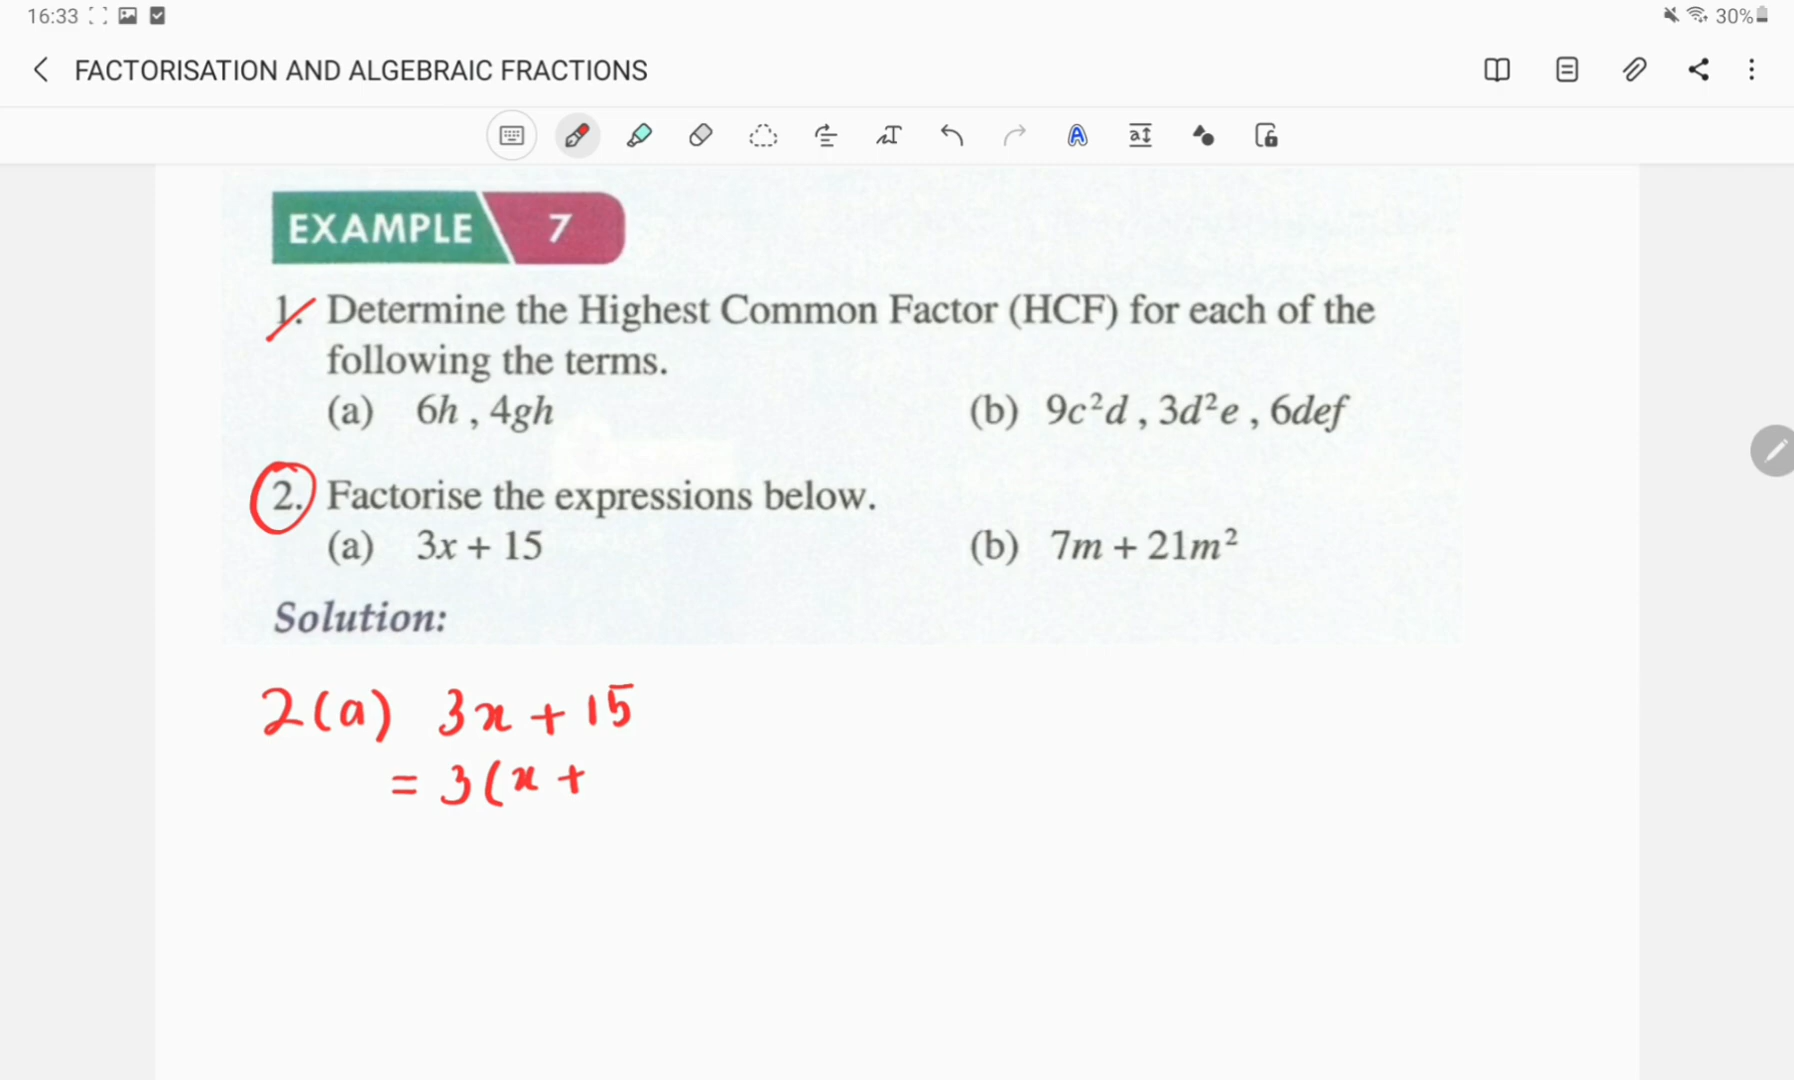 16:33
30%
FACTORISATION AND ALGEBRAIC FRACTIONS
EXAMPLE 7
1. Determine the Highest Common Factor (HCF) for each of the
following the terms.
(a) 6h , 4gh (b) 9c²d , 3d²e , 6def
2. Factorise the expressions below.
(a) 3x + 15 (b) 7m + 21m²
Solution:
2(a) 3x + 15
= 3(x +